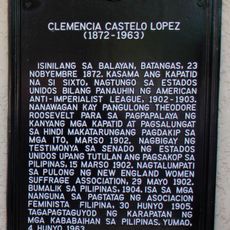 CLEMENCIA CASTELO LOPEZ
(1872-1963)
ISINILANG SA BALAYAN, BATANGAS, 23
NOBYEMBRE 1872. KASAMA ANG KAPATID
NA SI SIXTO, NAGTUNGO SA ESTADOS
UNIDOS BILANG PANAUHIN NG AMERICAN
ANTI-IMPERIALIST LEAGUE, 1902-1903.
NANAWAGAN KAY PANGULONG THEODORE
ROOSEVELT PARA SA PAGPAPALAYA NG
KANYANG MGA KAPATID AT PAGSALUNGAT
SA HINDI MAKATARUNGANG PAGDAKIP SA
MGA ITO, MARSO 1902. NAGBIGAY NG
TESTIMONYA SA SENADO NG ESTADOS
UNIDOS UPANG TUTULAN ANG PAGSAKOP SA
PILIPINAS, 15 MARSO 1902. NAGTALUMPATI
SA PULONG NG NEW ENGLAND WOMEN
SUFFRAGE ASSOCIATION, 29 MAYO 1902.
BUMALIK SA PILIPINAS, 1904. ISA SA MGA
NANGUNA SA PAGTATAG NG ASOCIACION
FEMINISTA FILIPINA, 30 HUNYO 1905.
TAGAPAGTAGUYOD NG KARAPATAN NG
MGA KABABAIHAN SA PILIPINAS. YUMAO,
4 HUNYO 1963.